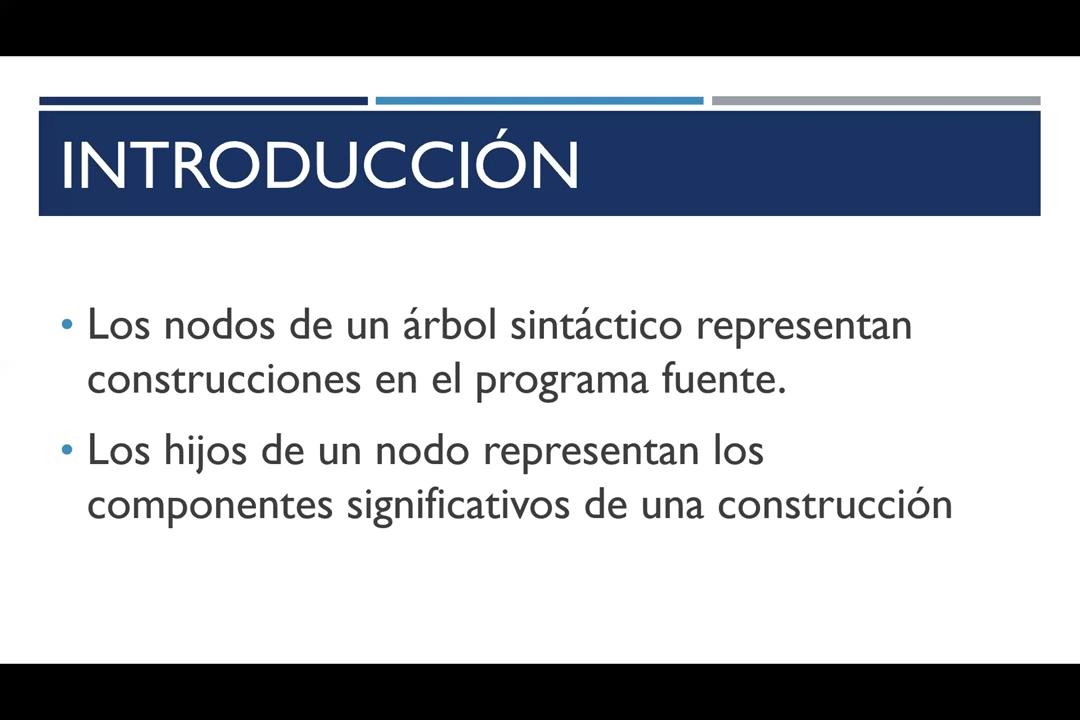 INTRODUCCIÓN
• Los nodos de un árbol sintáctico representan
construcciones en el programa fuente.
• Los hijos de un nodo representan los
componentes significativos de una construcción